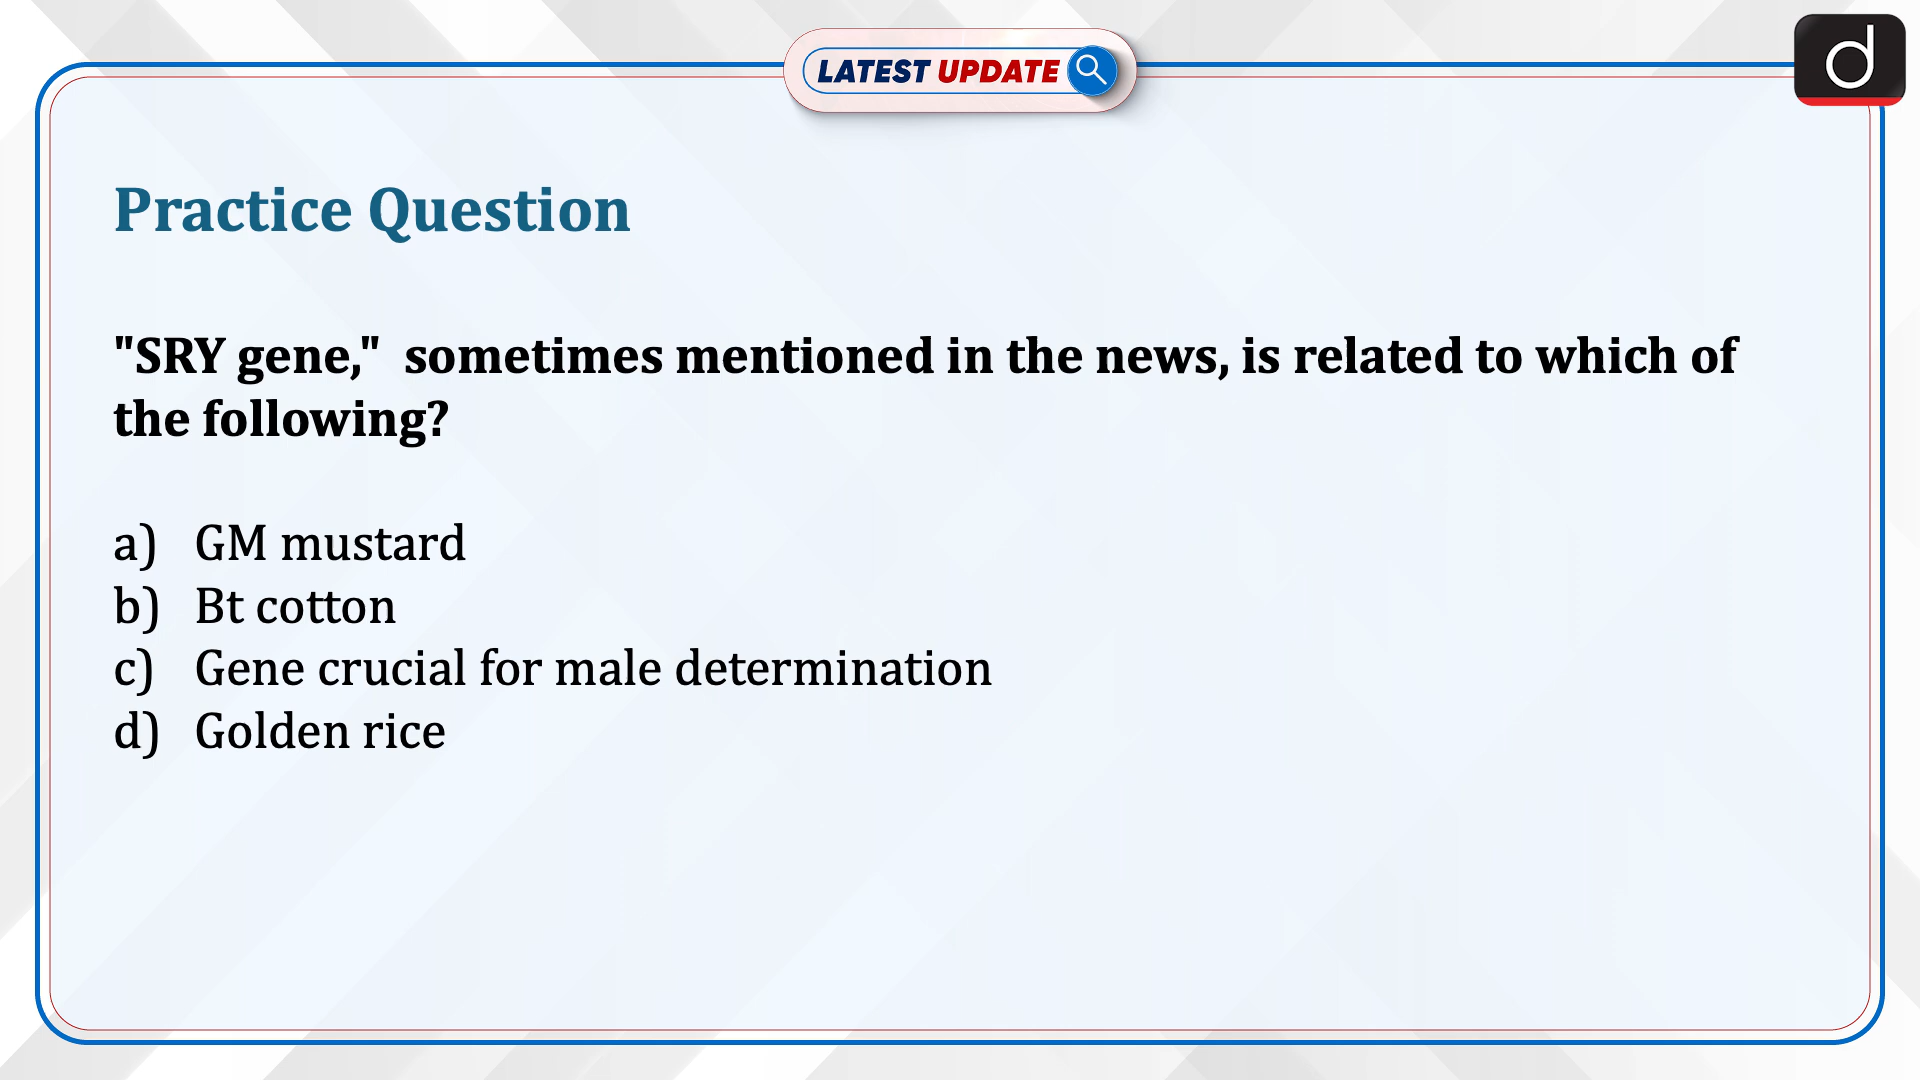 LATEST UPDATE
d
Practice Question
"SRY gene,"  sometimes mentioned in the news, is related to which of
the following?
a) GM mustard
b) Bt cotton
c) Gene crucial for male determination
d) Golden rice